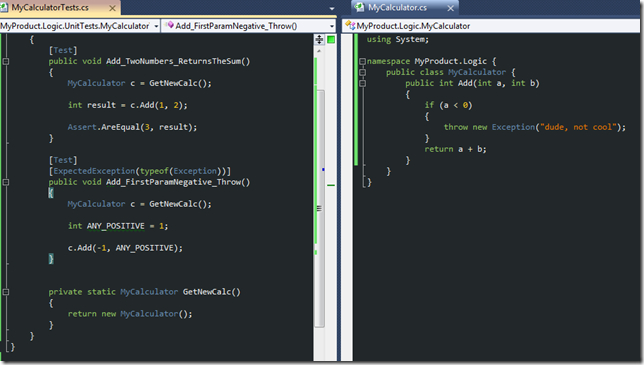 MyCalculatorTests.cs
MyProduct.Logic.UnitTests.MyCalculator
Add_FirstParamNegative_Throw()
{
[Test]
public void Add_TwoNumbers_ReturnsTheSum()
{
MyCalculator c = GetNewCalc();
int result = c.Add(1, 2);
Assert.AreEqual(3, result);
}
[Test]
[ExpectedException(typeof(Exception))]
public void Add_FirstParamNegative_Throw()
{
MyCalculator c = GetNewCalc();
int ANY_POSITIVE = 1;
c.Add(-1, ANY_POSITIVE);
}
private static MyCalculator GetNewCalc()
{
return new MyCalculator();
}
}
}
MyCalculator.cs
MyProduct.Logic.MyCalculator
using System;
namespace MyProduct.Logic {
public class MyCalculator {
public int Add(int a, int b)
{
if (a < 0)
{
throw new Exception("dude, not cool");
}
return a + b;
}
}
}